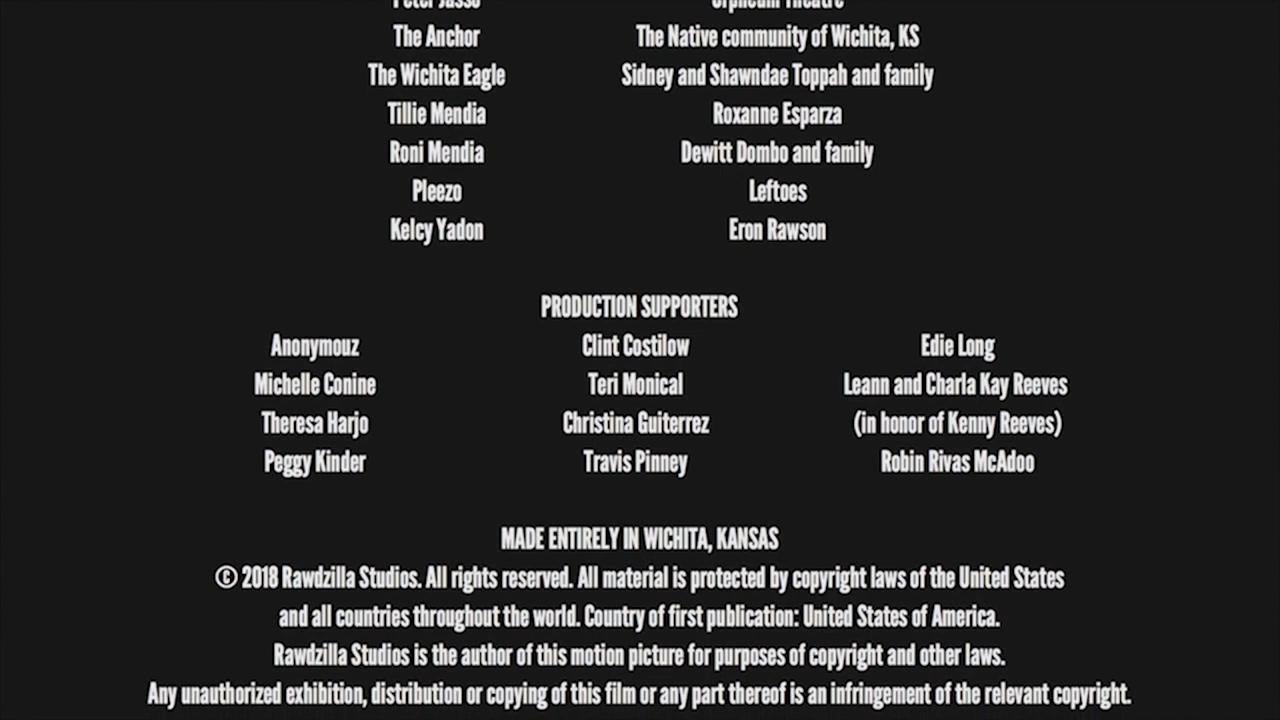 Peter Jasso Orpheum Theatre
The Anchor The Native community of Wichita, KS
The Wichita Eagle Sidney and Shawndae Toppah and family
Tillie Mendia Roxanne Esparza
Roni Mendia Dewitt Dombo and family
Pleezo Leftoes
Kelcy Yadon Eron Rawson
PRODUCTION SUPPORTERS
Anonymouz Clint Costilow Edie Long
Michelle Conine Teri Monical Leann and Charla Kay Reeves
Theresa Harjo Christina Guiterrez (in honor of Kenny Reeves)
Peggy Kinder Travis Pinney Robin Rivas McAdoo
MADE ENTIRELY IN WICHITA, KANSAS
© 2018 Rawdzilla Studios. All rights reserved. All material is protected by copyright laws of the United States
and all countries throughout the world. Country of first publication: United States of America.
Rawdzilla Studios is the author of this motion picture for purposes of copyright and other laws.
Any unauthorized exhibition, distribution or copying of this film or any part thereof is an infringement of the relevant copyright.